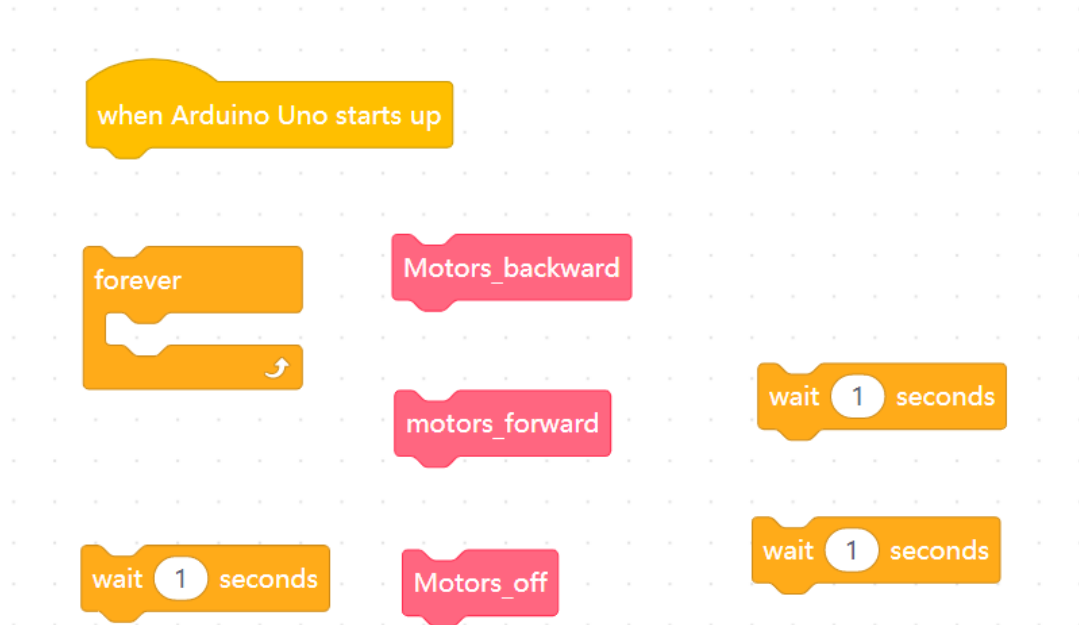 when Arduino Uno starts up
forever
Motors_backward
motors_forward
wait 1 seconds
wait 1 seconds
Motors_off
wait 1 seconds